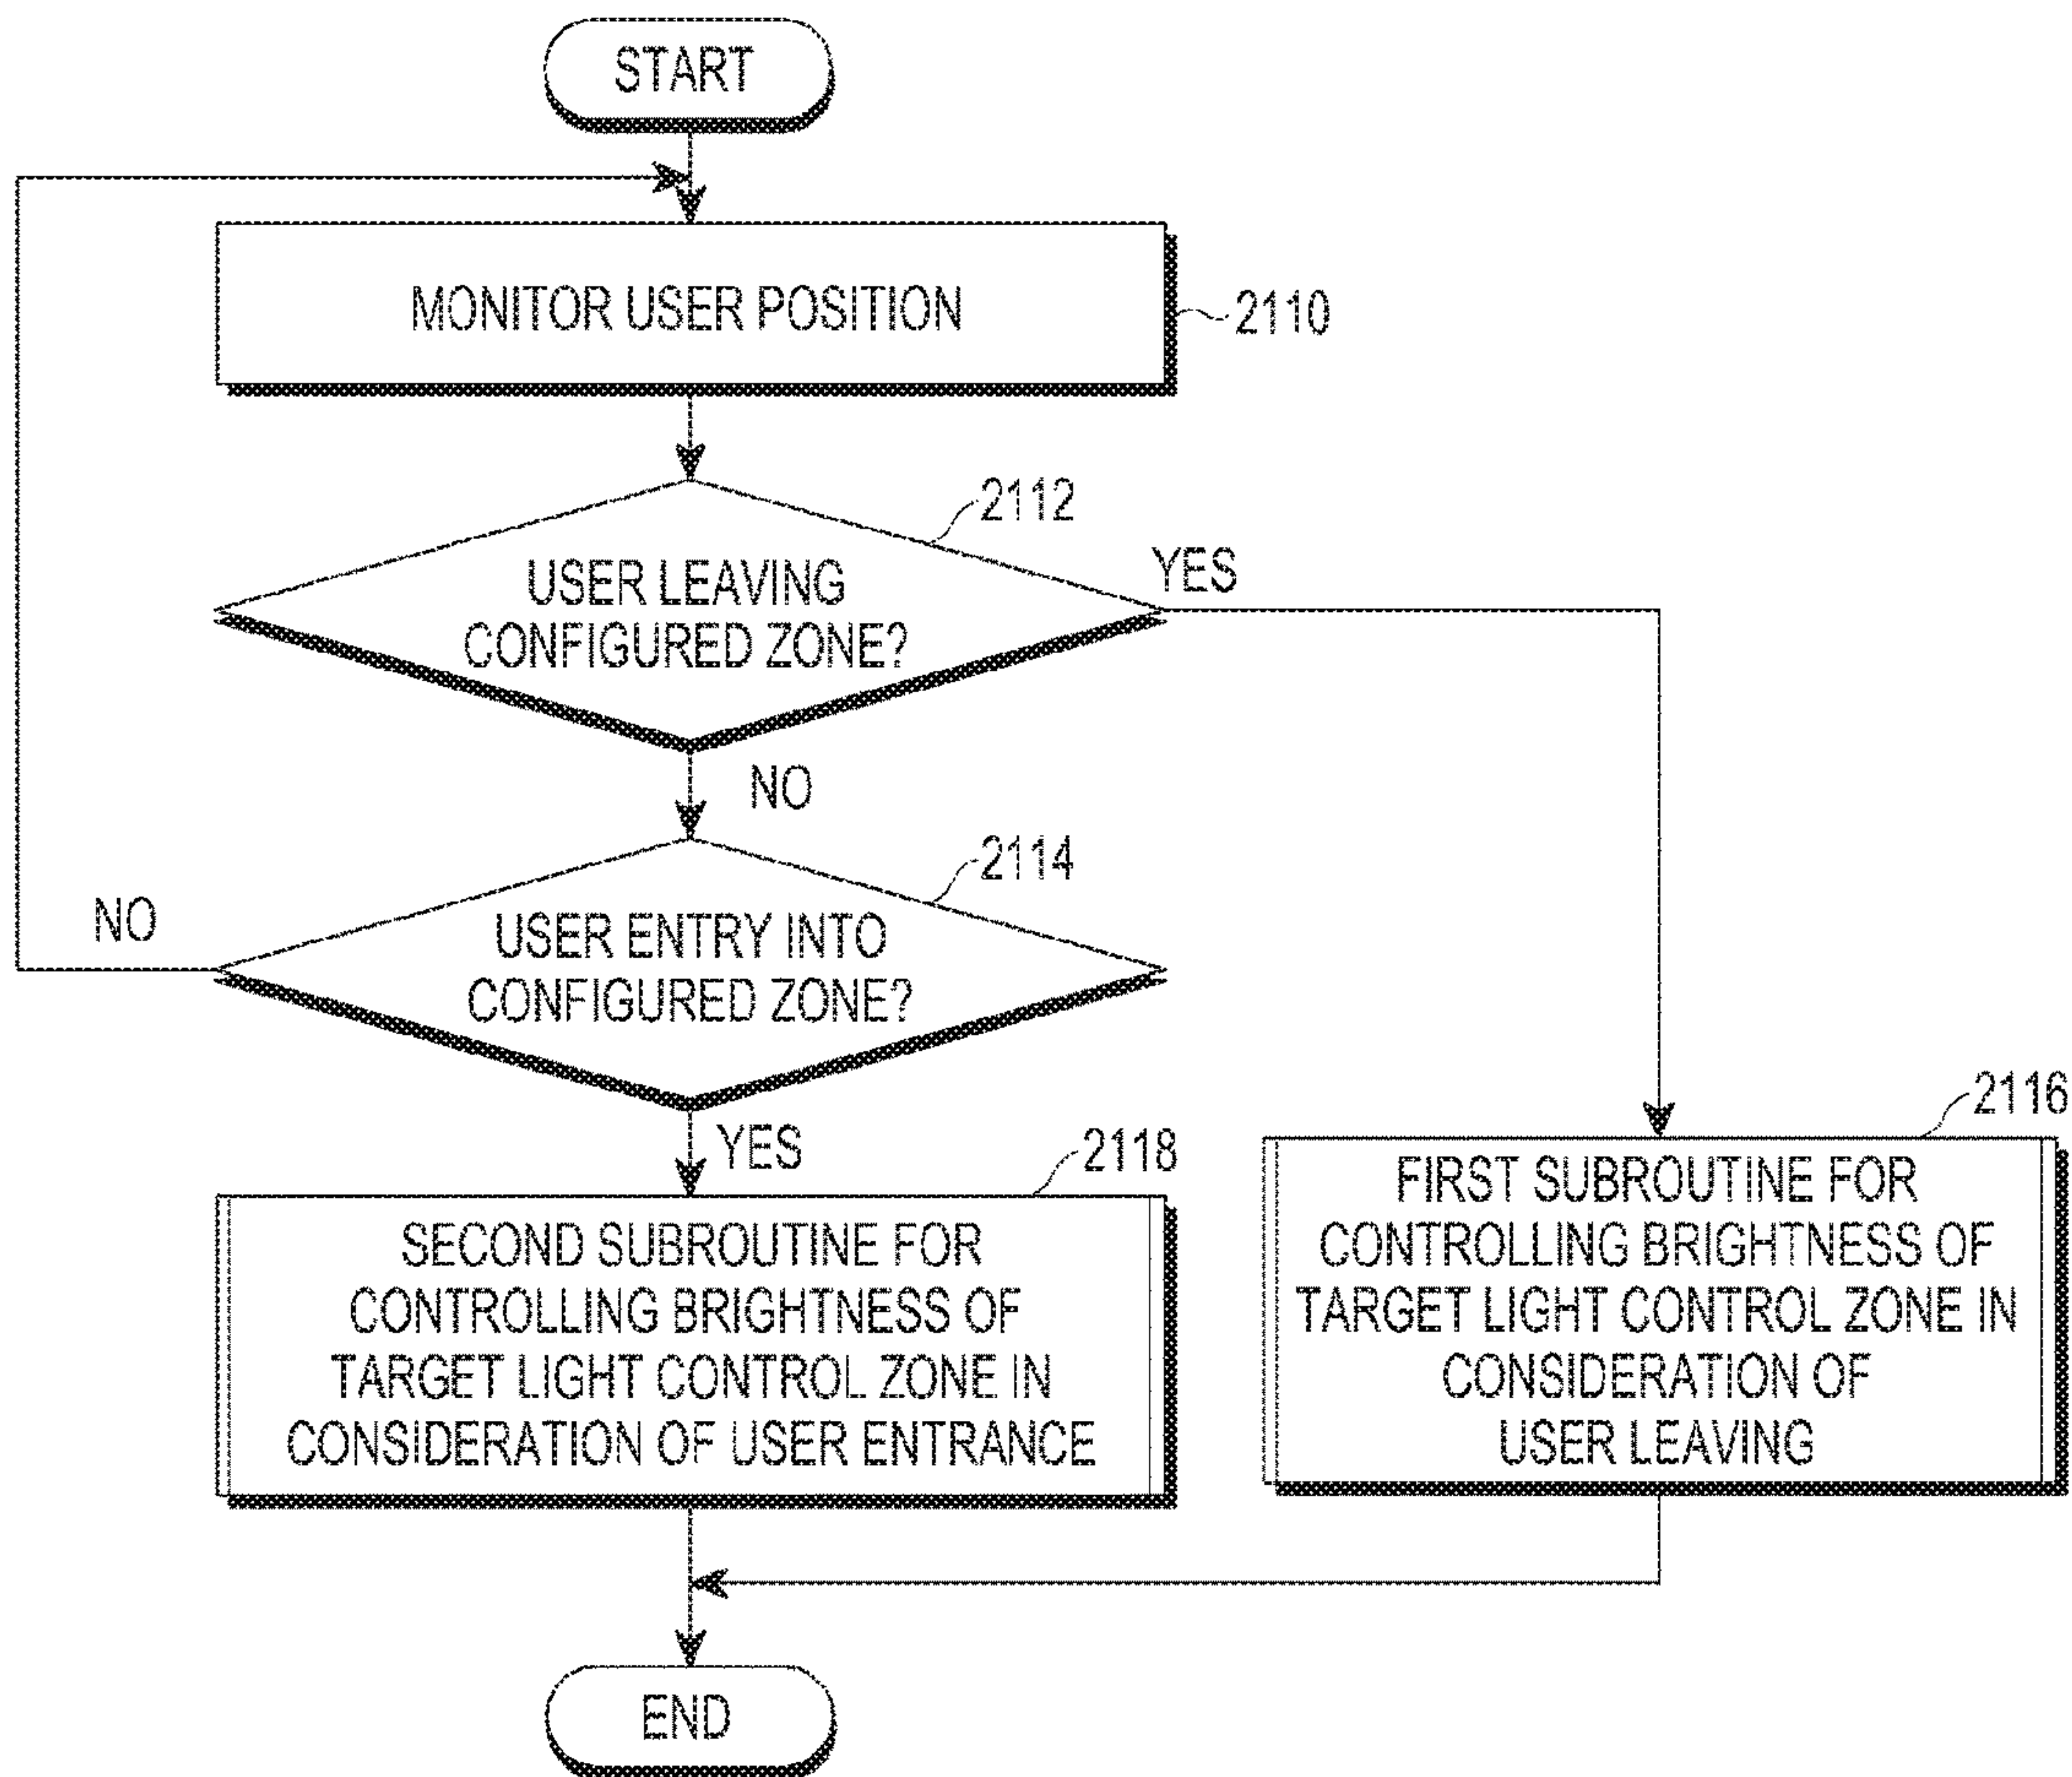 START
MONITOR USER POSITION
2110
2112
USER LEAVING
CONFIGURED ZONE?
YES
NO
2114
USER ENTRY INTO
CONFIGURED ZONE?
NO
YES
2118
SECOND SUBROUTINE FOR
CONTROLLING BRIGHTNESS OF
TARGET LIGHT CONTROL ZONE IN
CONSIDERATION OF USER ENTRANCE
2116
FIRST SUBROUTINE FOR
CONTROLLING BRIGHTNESS OF
TARGET LIGHT CONTROL ZONE IN
CONSIDERATION OF
USER LEAVING
END